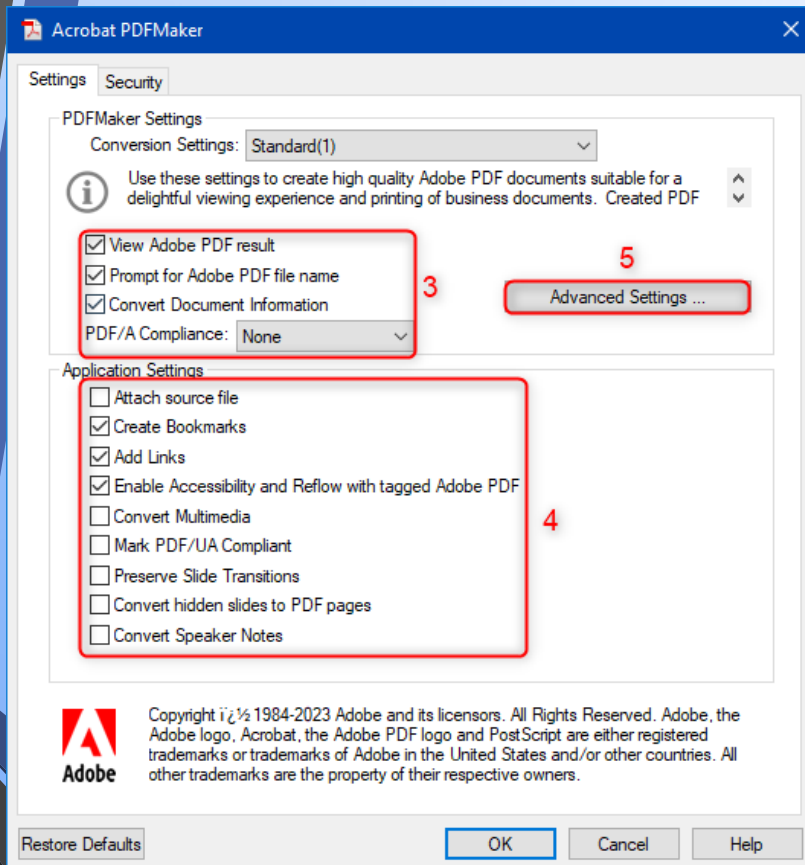 Acrobat PDFMaker
Settings Security
PDFMaker Settings
Conversion Settings: Standard(1)
Use these settings to create high quality Adobe PDF documents suitable for a
delightful viewing experience and printing of business documents. Created PDF
View Adobe PDF result
Prompt for Adobe PDF file name
Convert Document Information
PDF/A Compliance: None
3
5
Advanced Settings ...
Application Settings
Attach source file
Create Bookmarks
Add Links
Enable Accessibility and Reflow with tagged Adobe PDF
Convert Multimedia
Mark PDF/UA Compliant
Preserve Slide Transitions
Convert hidden slides to PDF pages
Convert Speaker Notes
4
Adobe
Copyright ï¿½ 1984-2023 Adobe and its licensors. All Rights Reserved. Adobe, the
Adobe logo, Acrobat, the Adobe PDF logo and PostScript are either registered
trademarks or trademarks of Adobe in the United States and/or other countries. All
other trademarks are the property of their respective owners.
Restore Defaults OK Cancel Help